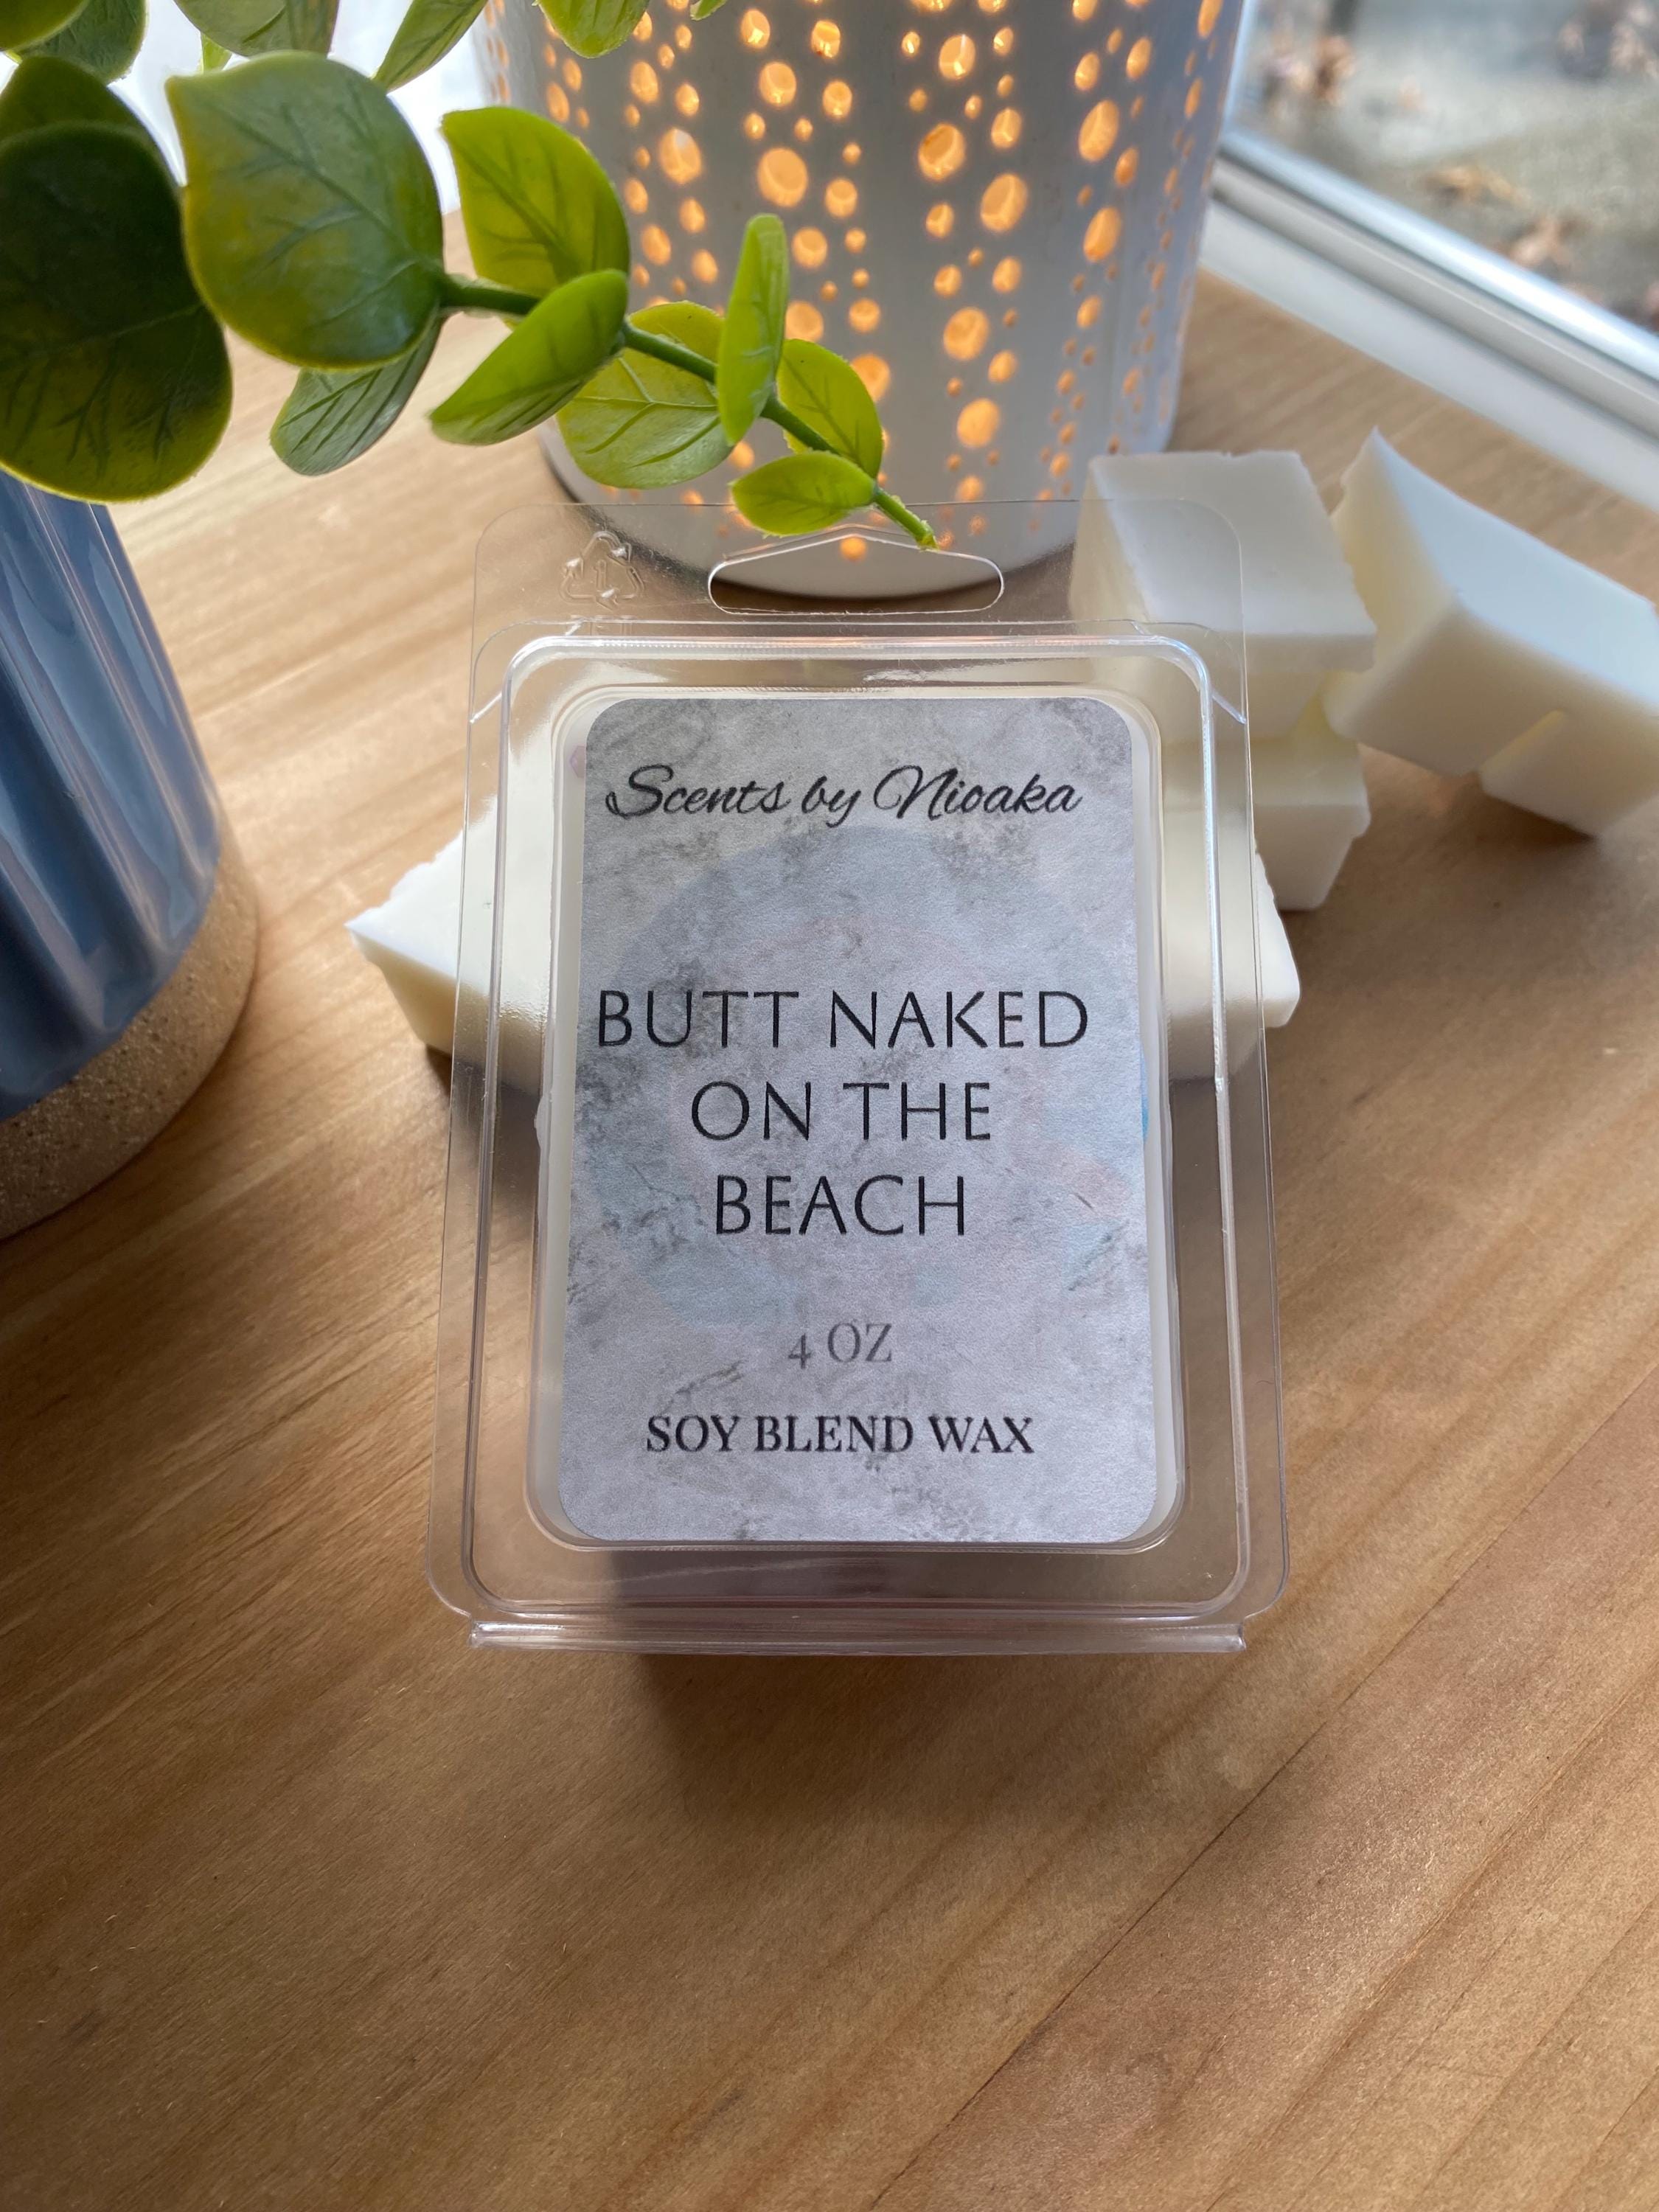 Scents by Nioaka
BUTT NAKED
ON THE
BEACH
4 OZ
SOY BLEND WAX